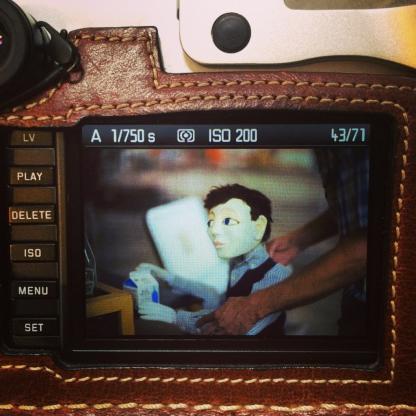 A 1/750 s ISO 200 43/71
LV
PLAY
DELETE
ISO
MENU
SET